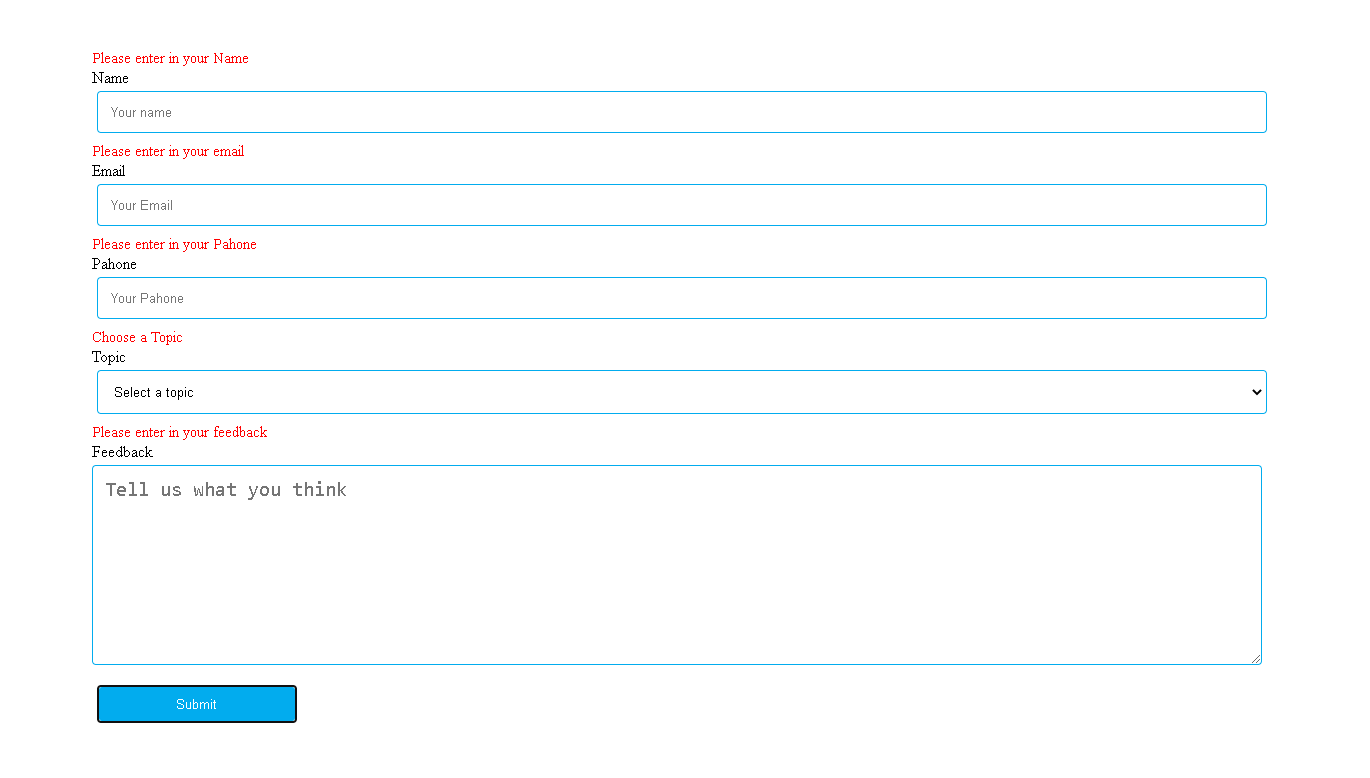 Please enter in your Name
Name
Your name
Please enter in your email
Email
Your Email
Please enter in your Pahone
Pahone
Your Pahone
Choose a Topic
Topic
Select a topic
Please enter in your feedback
Feedback
Tell us what you think
Submit